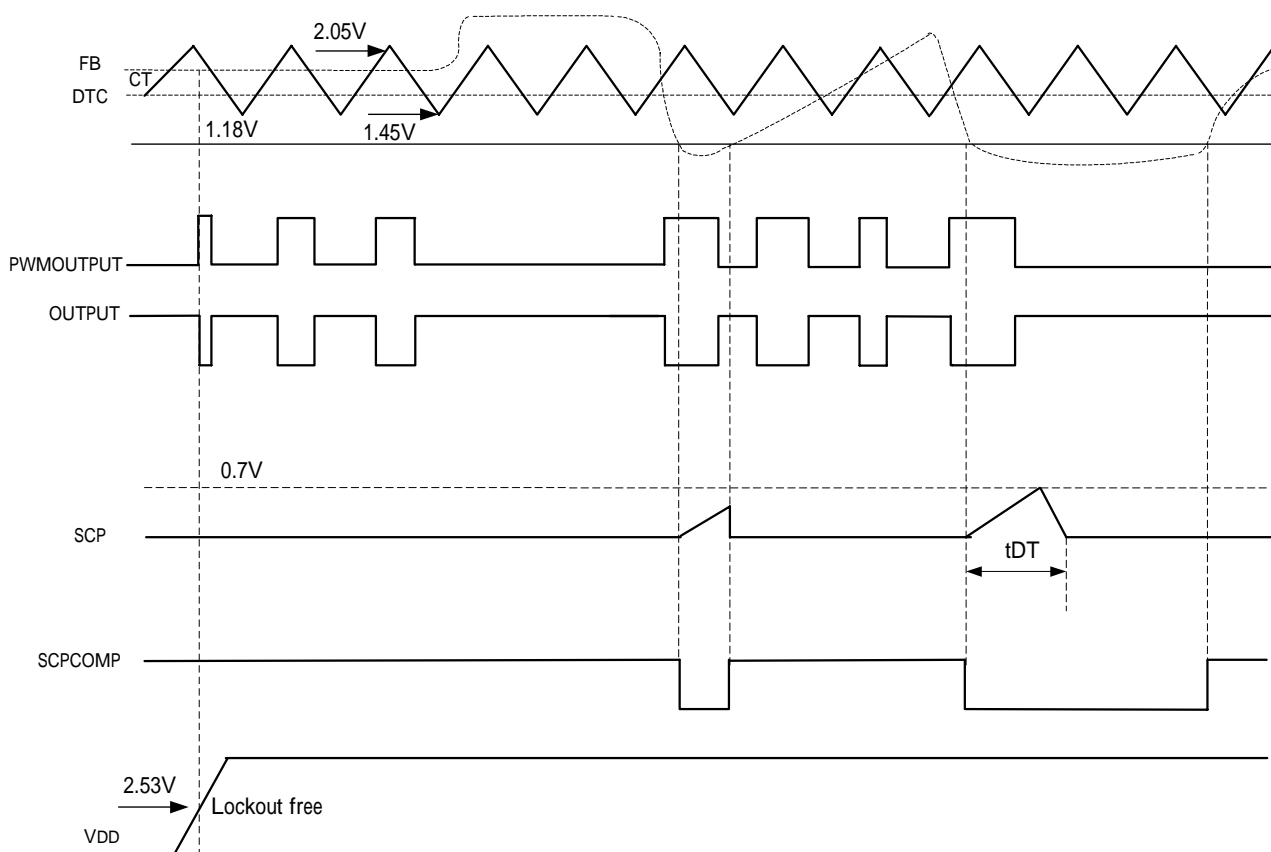 2.05V
FB
CT
DTC
1.18V
1.45V
PWMOUTPUT
OUTPUT
0.7V
SCP
tDT
SCPCOMP
2.53V
Lockout free
VDD